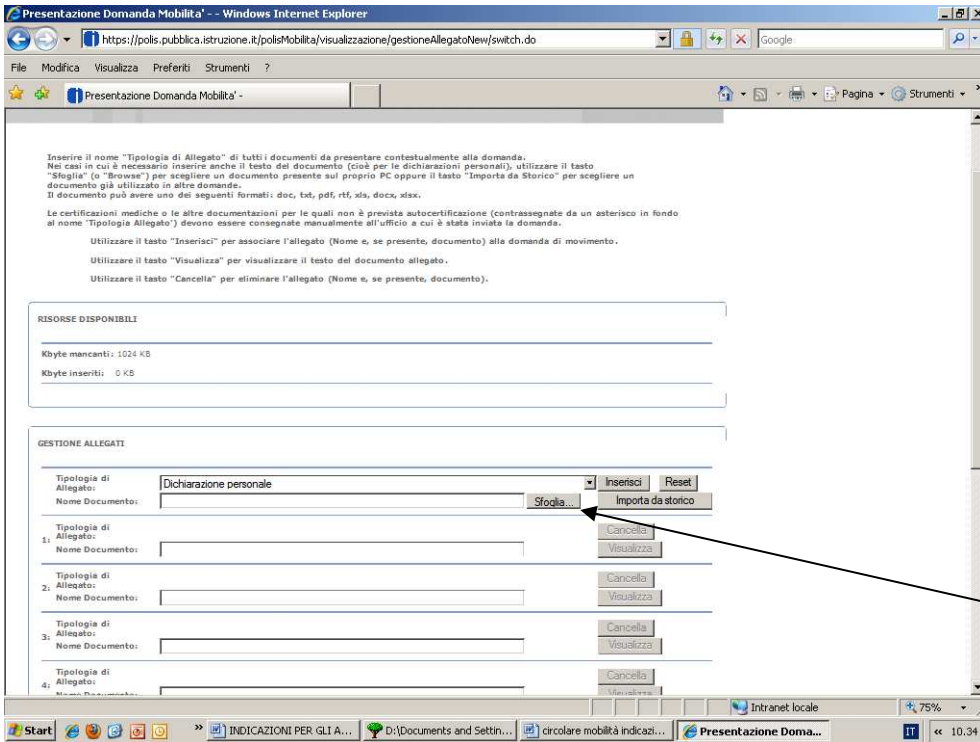 Presentazione Domanda Mobilita' - - Windows Internet Explorer
https://polis.pubblica.istruzione.it/polisMobilita/visualizzazione/gestioneAllegatoNew/switch.do
Google
File Modifica Visualizza Preferiti Strumenti ?
Presentazione Domanda Mobilita' -
Pagina Strumenti
Inserire il nome "Tipologia di Allegato" di tutti i documenti da presentare contestualmente alla domanda.
Nei casi in cui è necessario inserire anche il testo del documento (cioè per le dichiarazioni personali), utilizzare il tasto
"Sfoglia" (o "Browse") per scegliere un documento presente sul proprio PC oppure il tasto "Importa da Storico" per scegliere un
documento già utilizzato in altre domande.
Il documento può avere uno dei seguenti formati: doc, txt, pdf, rtf, xls, docx, xlsx.
Le certificazioni mediche o le altre documentazioni per le quali non è prevista autocertificazione (contrassegnate da un asterisco in fondo
al nome 'Tipologia Allegato') devono essere consegnate manualmente all'ufficio a cui è stata inviata la domanda.
Utilizzare il tasto "Inserisci" per associare l'allegato (Nome e, se presente, documento) alla domanda di movimento.
Utilizzare il tasto "Visualizza" per visualizzare il testo del documento allegato.
Utilizzare il tasto "Cancella" per eliminare l'allegato (Nome e, se presente, documento).
RISORSE DISPONIBILI
Kbyte mancanti: 1024 KB
Kbyte inseriti: 0 KB
GESTIONE ALLEGATI
Tipologia di Allegato: Dichiarazione personale Inserisci Reset
Nome Documento: Sfoglia... Importa da storico
1: Tipologia di Allegato: Cancella
Nome Documento: Visualizza
2: Tipologia di Allegato: Cancella
Nome Documento: Visualizza
3: Tipologia di Allegato: Cancella
Nome Documento: Visualizza
4: Tipologia di Allegato: Cancella
Nome Documento: Visualizza
Intranet locale 75%
Start » INDICAZIONI PER GLI A... D:\Documents and Settin... circolare mobilità indicazi... Presentazione Doma... IT « 10.34